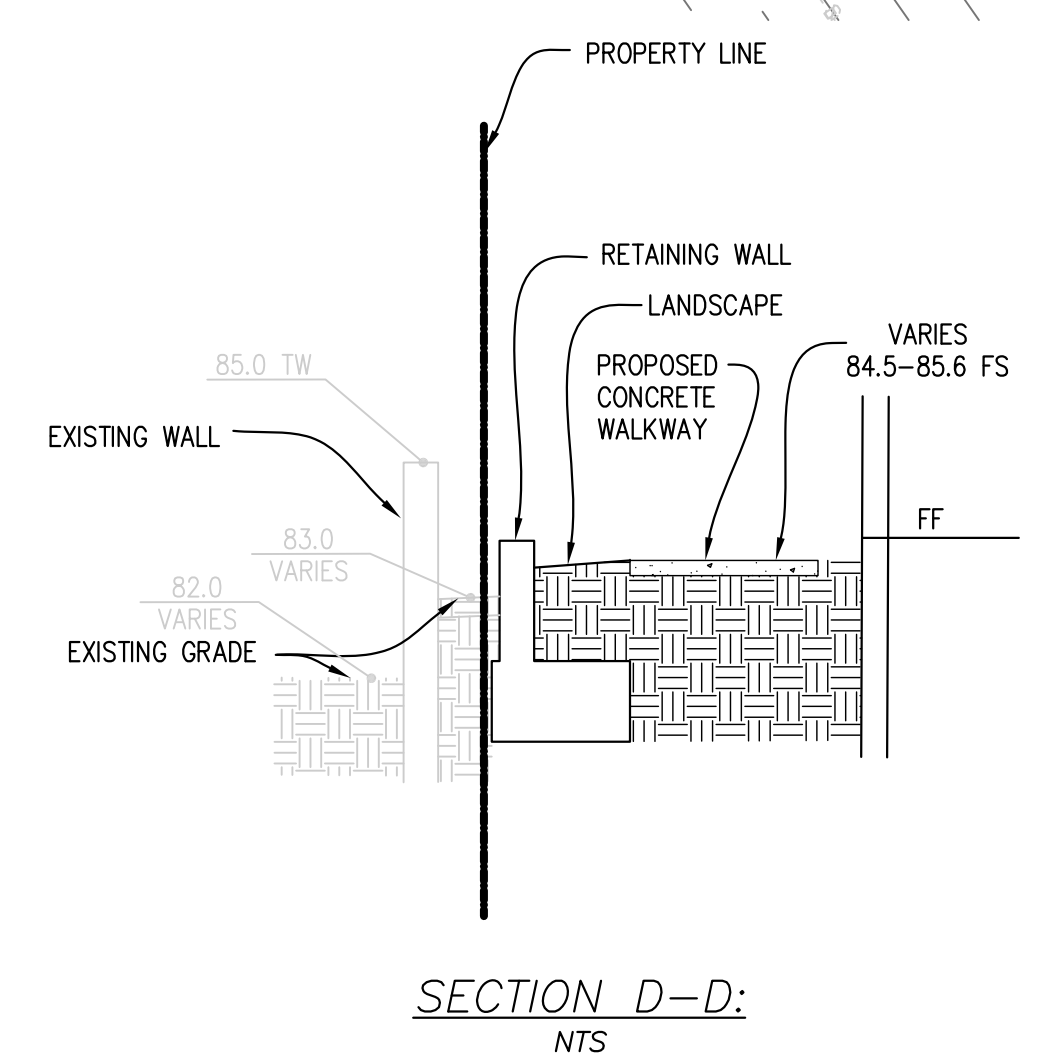 PROPERTY LINE
RETAINING WALL
LANDSCAPE
VARIES
84.5-85.6 FS
PROPOSED
CONCRETE
WALKWAY
85.0 TW
EXISTING WALL
FF
83.0
VARIES
82.0
VARIES
EXISTING GRADE
SECTION D-D:
NTS